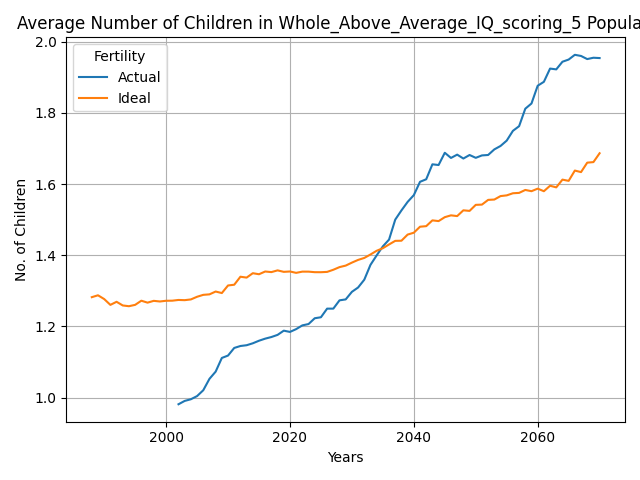 Average Number of Children in Whole_Above_Average_IQ_scoring_5 Popula
2.0
1.8
1.6
1.4
1.2
1.0
No. of Children
Fertility
Actual
Ideal
2000
2020
2040
2060
Years